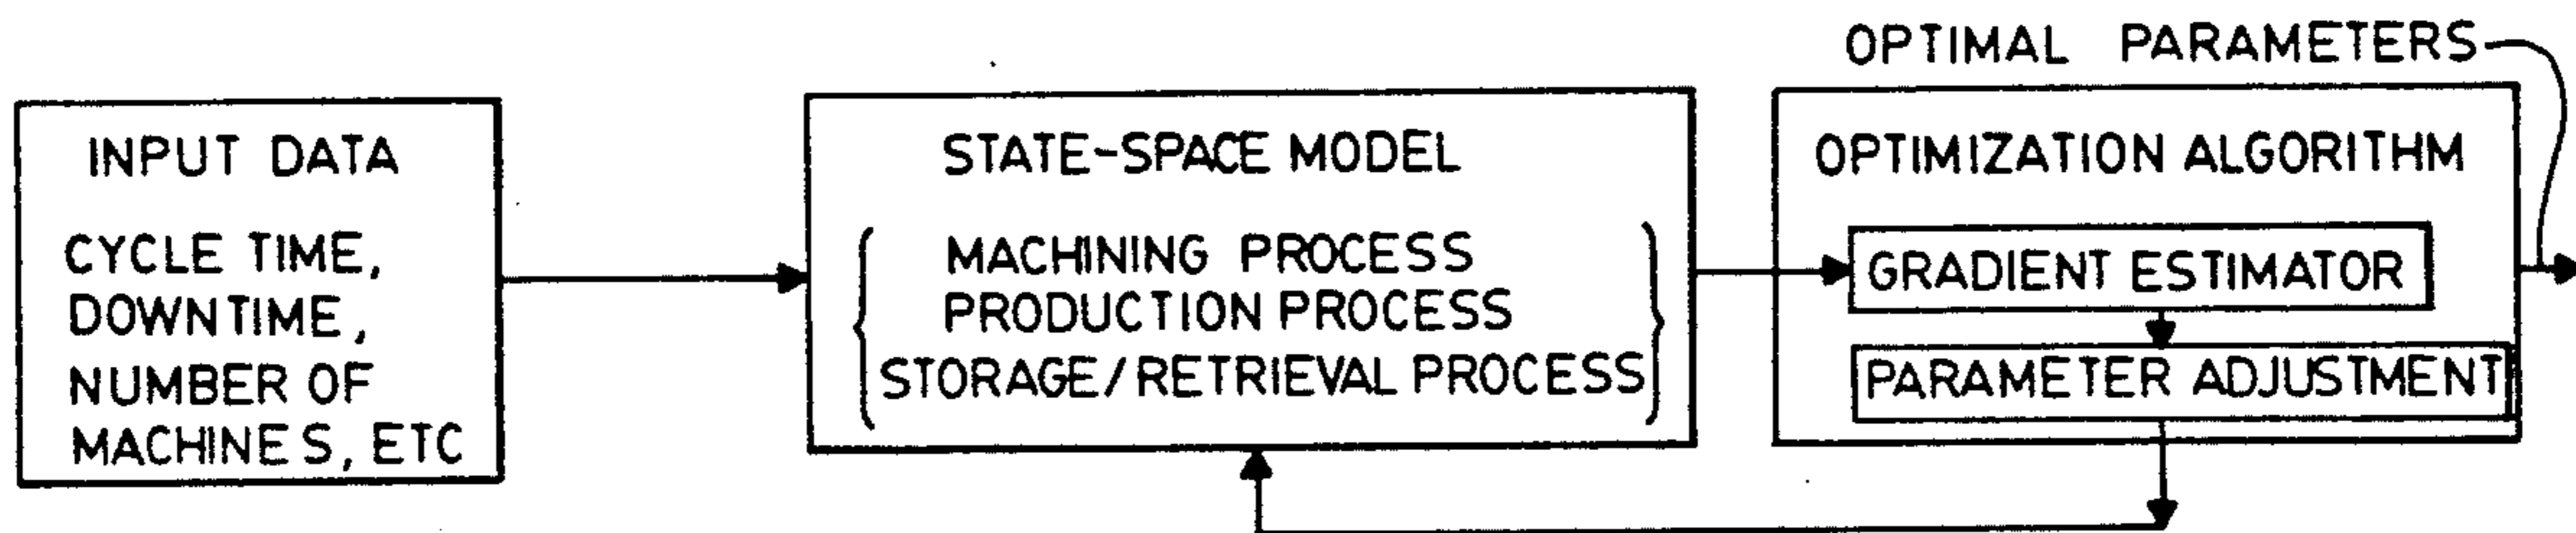 INPUT DATA
CYCLE TIME,
DOWNTIME,
NUMBER OF
MACHINES, ETC
STATE-SPACE MODEL
MACHINING PROCESS
PRODUCTION PROCESS
STORAGE/RETRIEVAL PROCESS
OPTIMAL PARAMETERS
OPTIMIZATION ALGORITHM
GRADIENT ESTIMATOR
PARAMETER ADJUSTMENT